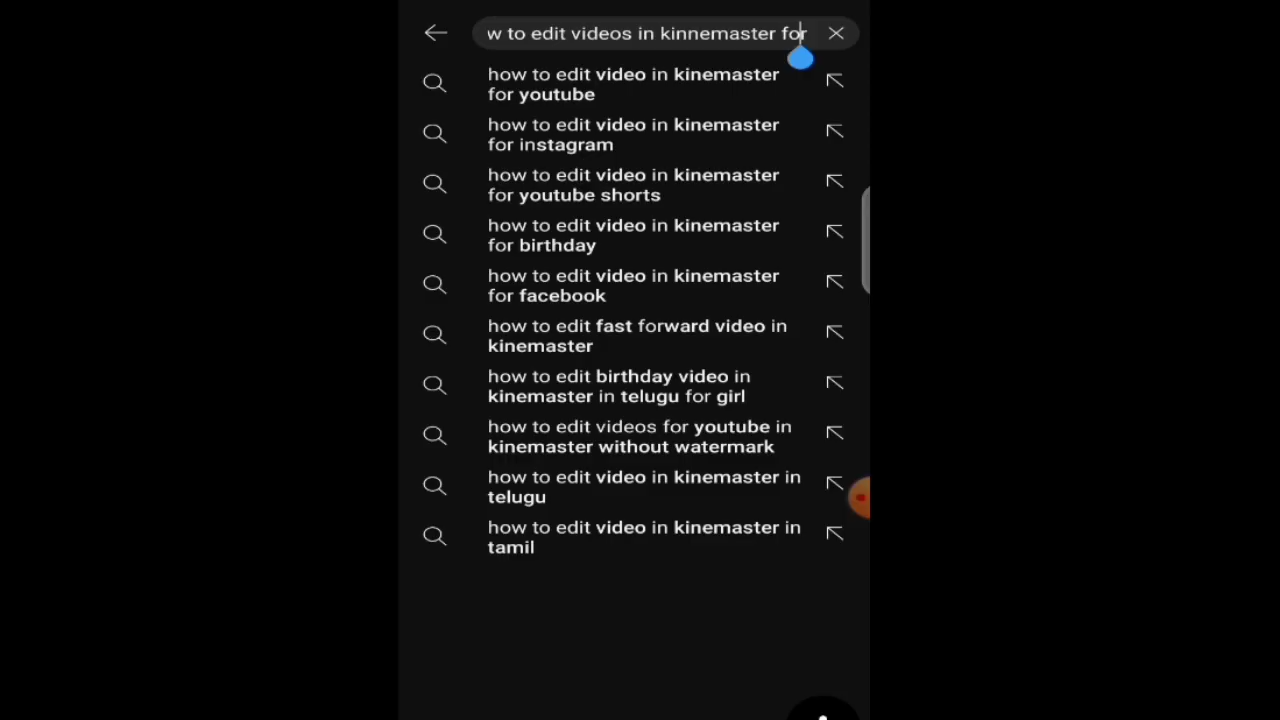 w to edit videos in kinnemaster for
how to edit video in kinemaster
for youtube
how to edit video in kinemaster
for instagram
how to edit video in kinemaster
for youtube shorts
how to edit video in kinemaster
for birthday
how to edit video in kinemaster
for facebook
how to edit fast forward video in
kinemaster
how to edit birthday video in
kinemaster in telugu for girl
how to edit videos for youtube in
kinemaster without watermark
how to edit video in kinemaster in
telugu
how to edit video in kinemaster in
tamil